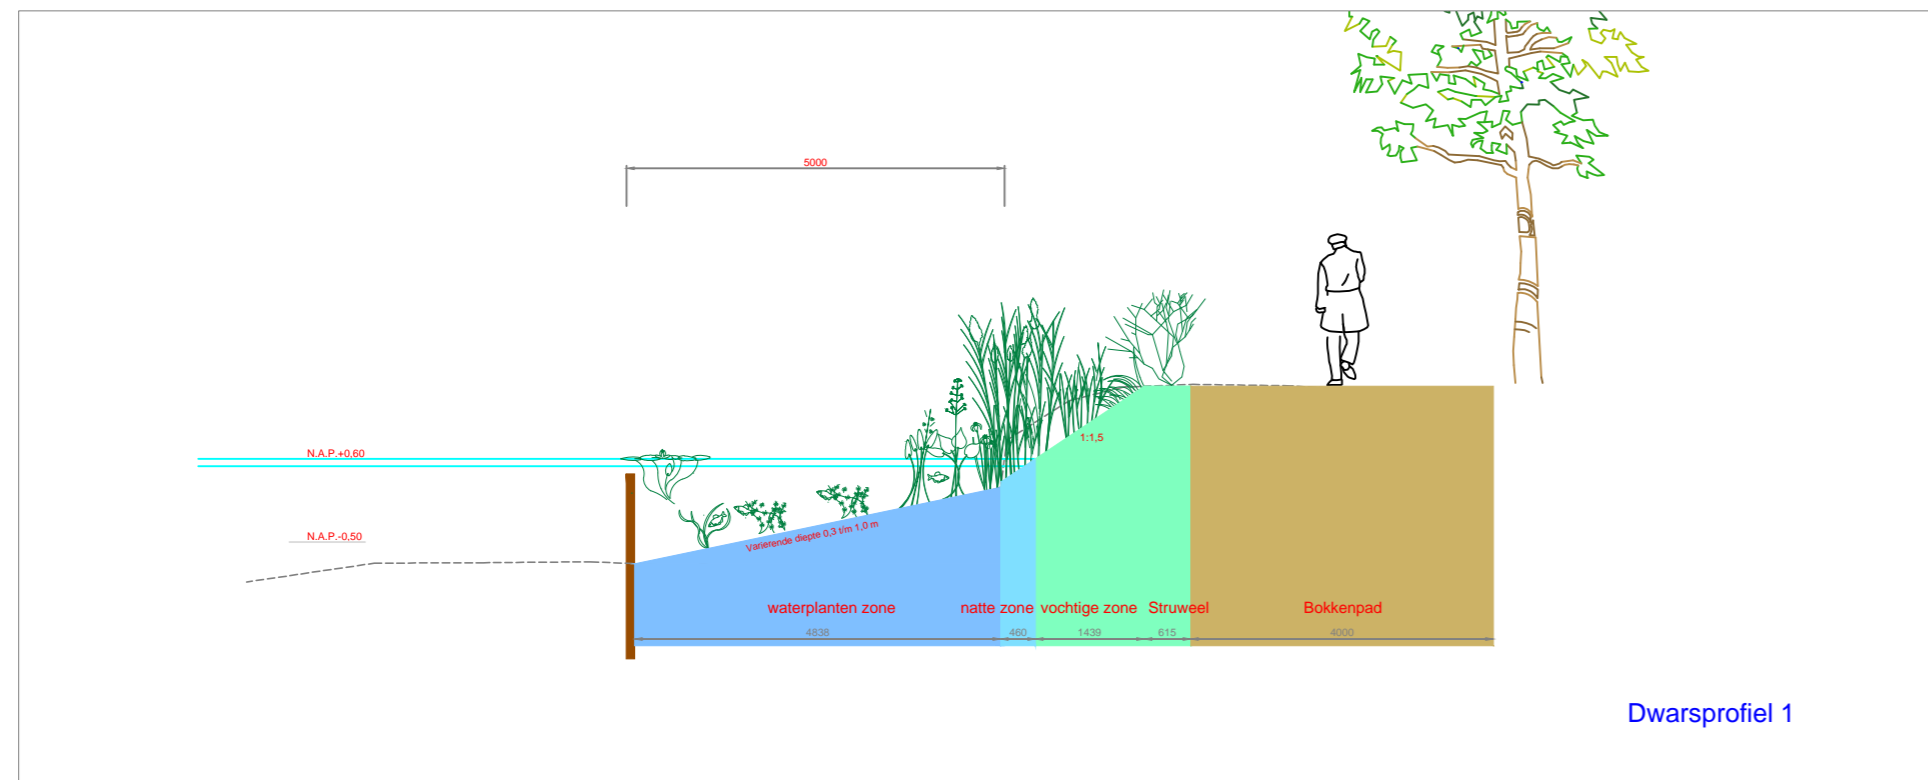 5000
N.A.P.+0,60
1:1,5
N.A.P.-0,50
Varierende diepte 0,3 t/m 1,0 m
waterplanten zone natte zone vochtige zone Struweel Bokkenpad
4838 460 1439 615 4000
Dwarsprofiel 1